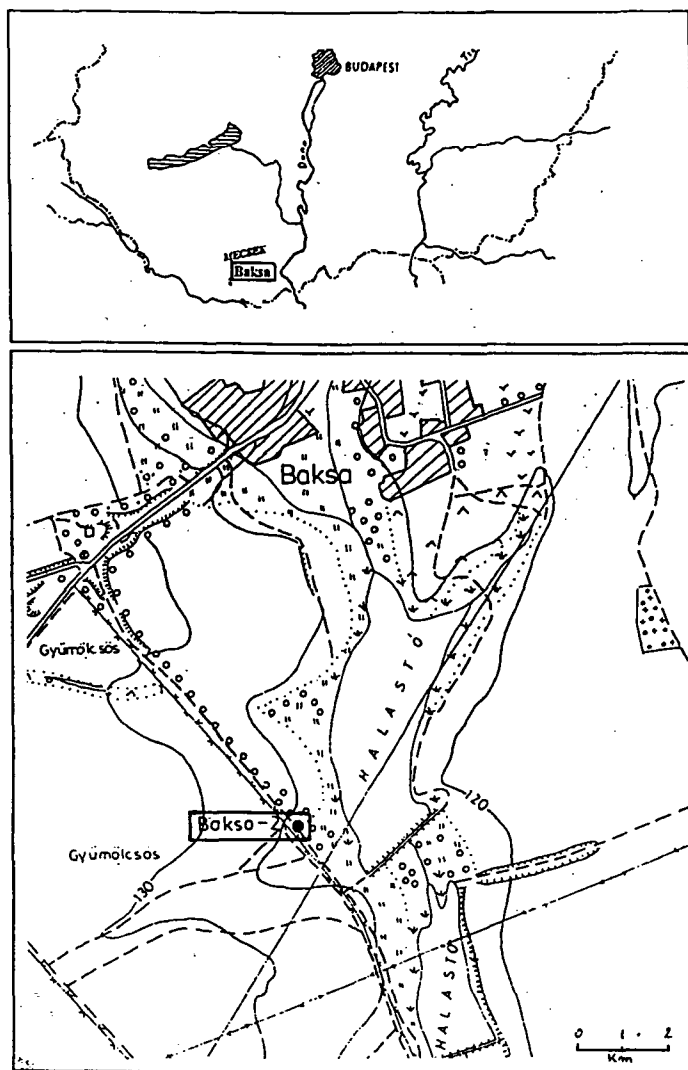 BUDAPEST
Duna
MECSEK
Baksa
Baksa
Gyümölcsös
HALASTÓ
120
Baksa-2
Gyümölcsös
130
HALASTÓ
0 1 2
Km